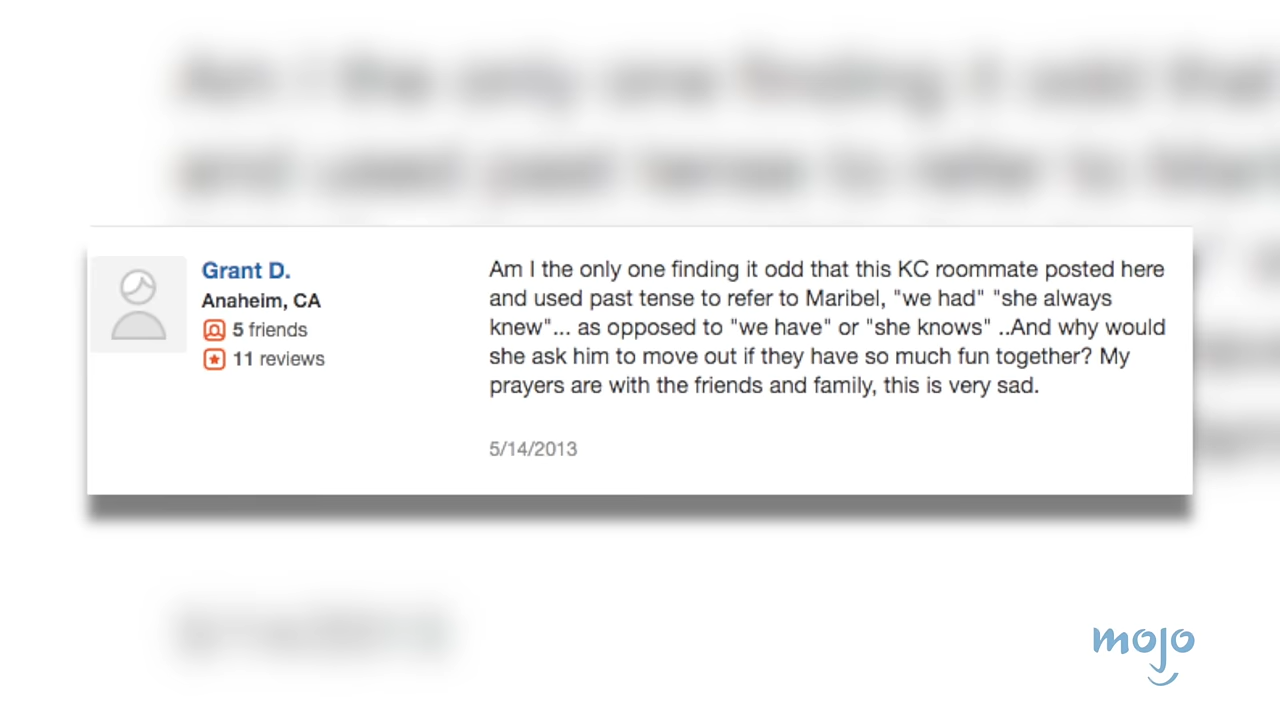 Grant D.
Anaheim, CA
5 friends
11 reviews
Am I the only one finding it odd that this KC roommate posted here
and used past tense to refer to Maribel, "we had" "she always
knew"... as opposed to "we have" or "she knows" ..And why would
she ask him to move out if they have so much fun together? My
prayers are with the friends and family, this is very sad.
5/14/2013
mojo